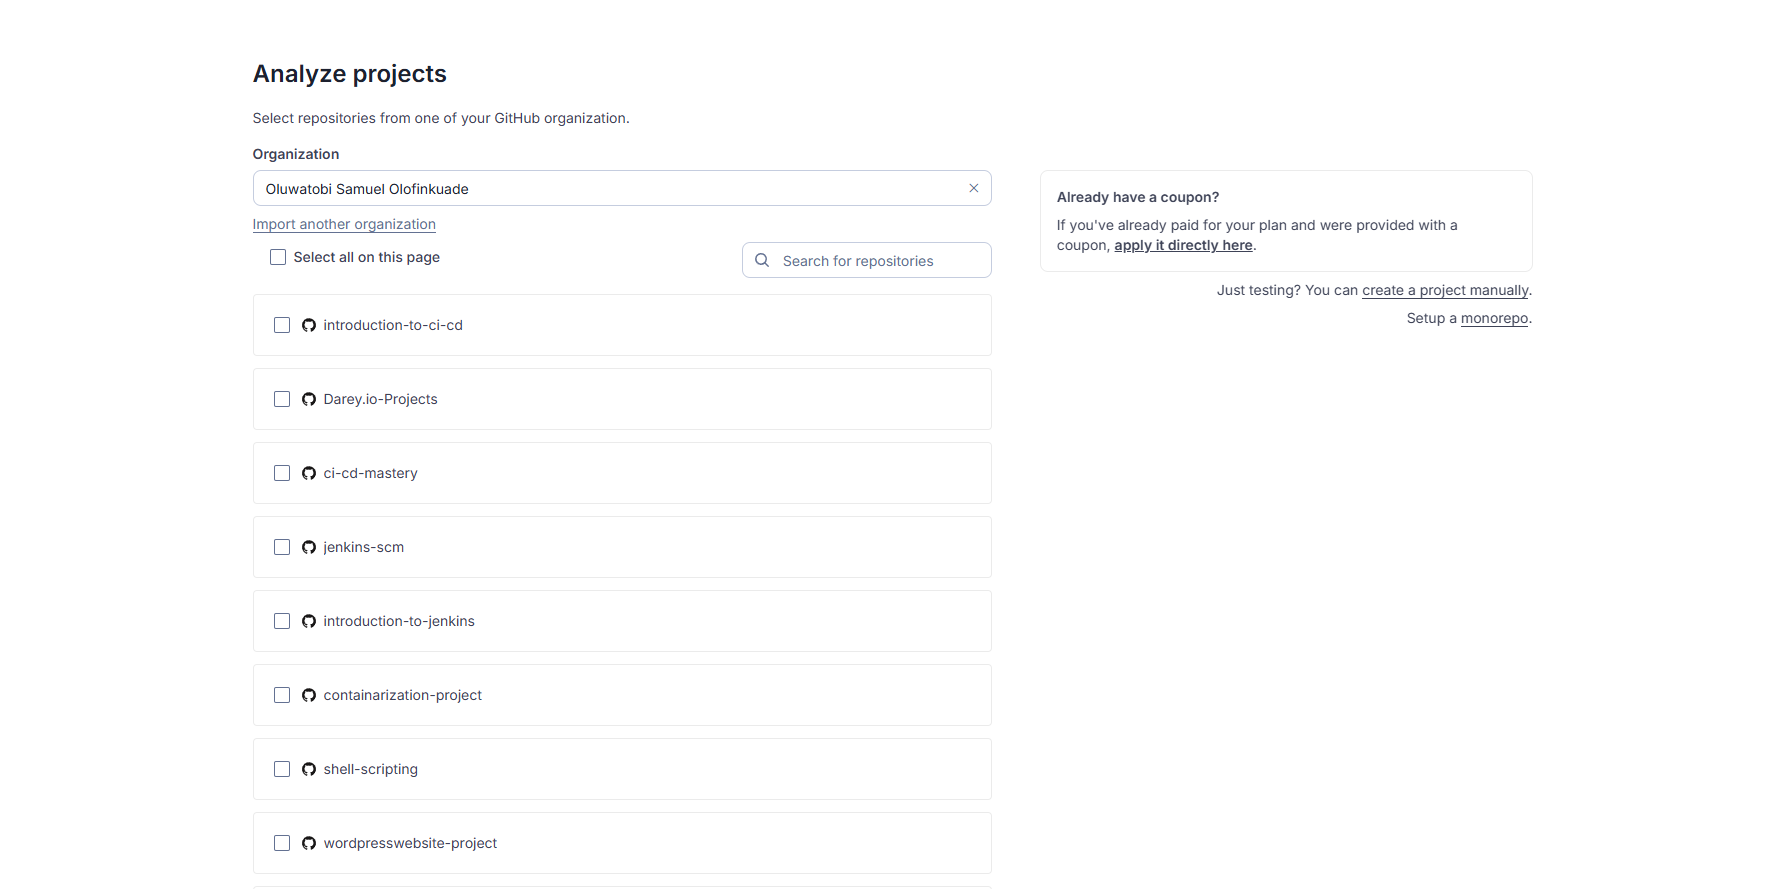 Analyze projects
Select repositories from one of your GitHub organization.
Organization
Oluwatobi Samuel Olofinkuade
Import another organization
Select all on this page
Search for repositories
introduction-to-ci-cd
Darey.io-Projects
ci-cd-mastery
jenkins-scm
introduction-to-jenkins
containarization-project
shell-scripting
wordpresswebsite-project
Already have a coupon?
If you've already paid for your plan and were provided with a
coupon, apply it directly here.
Just testing? You can create a project manually.
Setup a monorepo.